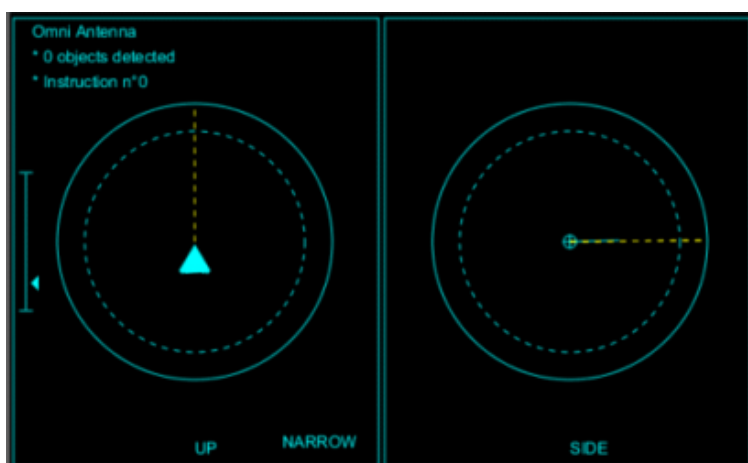 Omni Antenna
* 0 objects detected
* Instruction n°0
UP
NARROW
SIDE